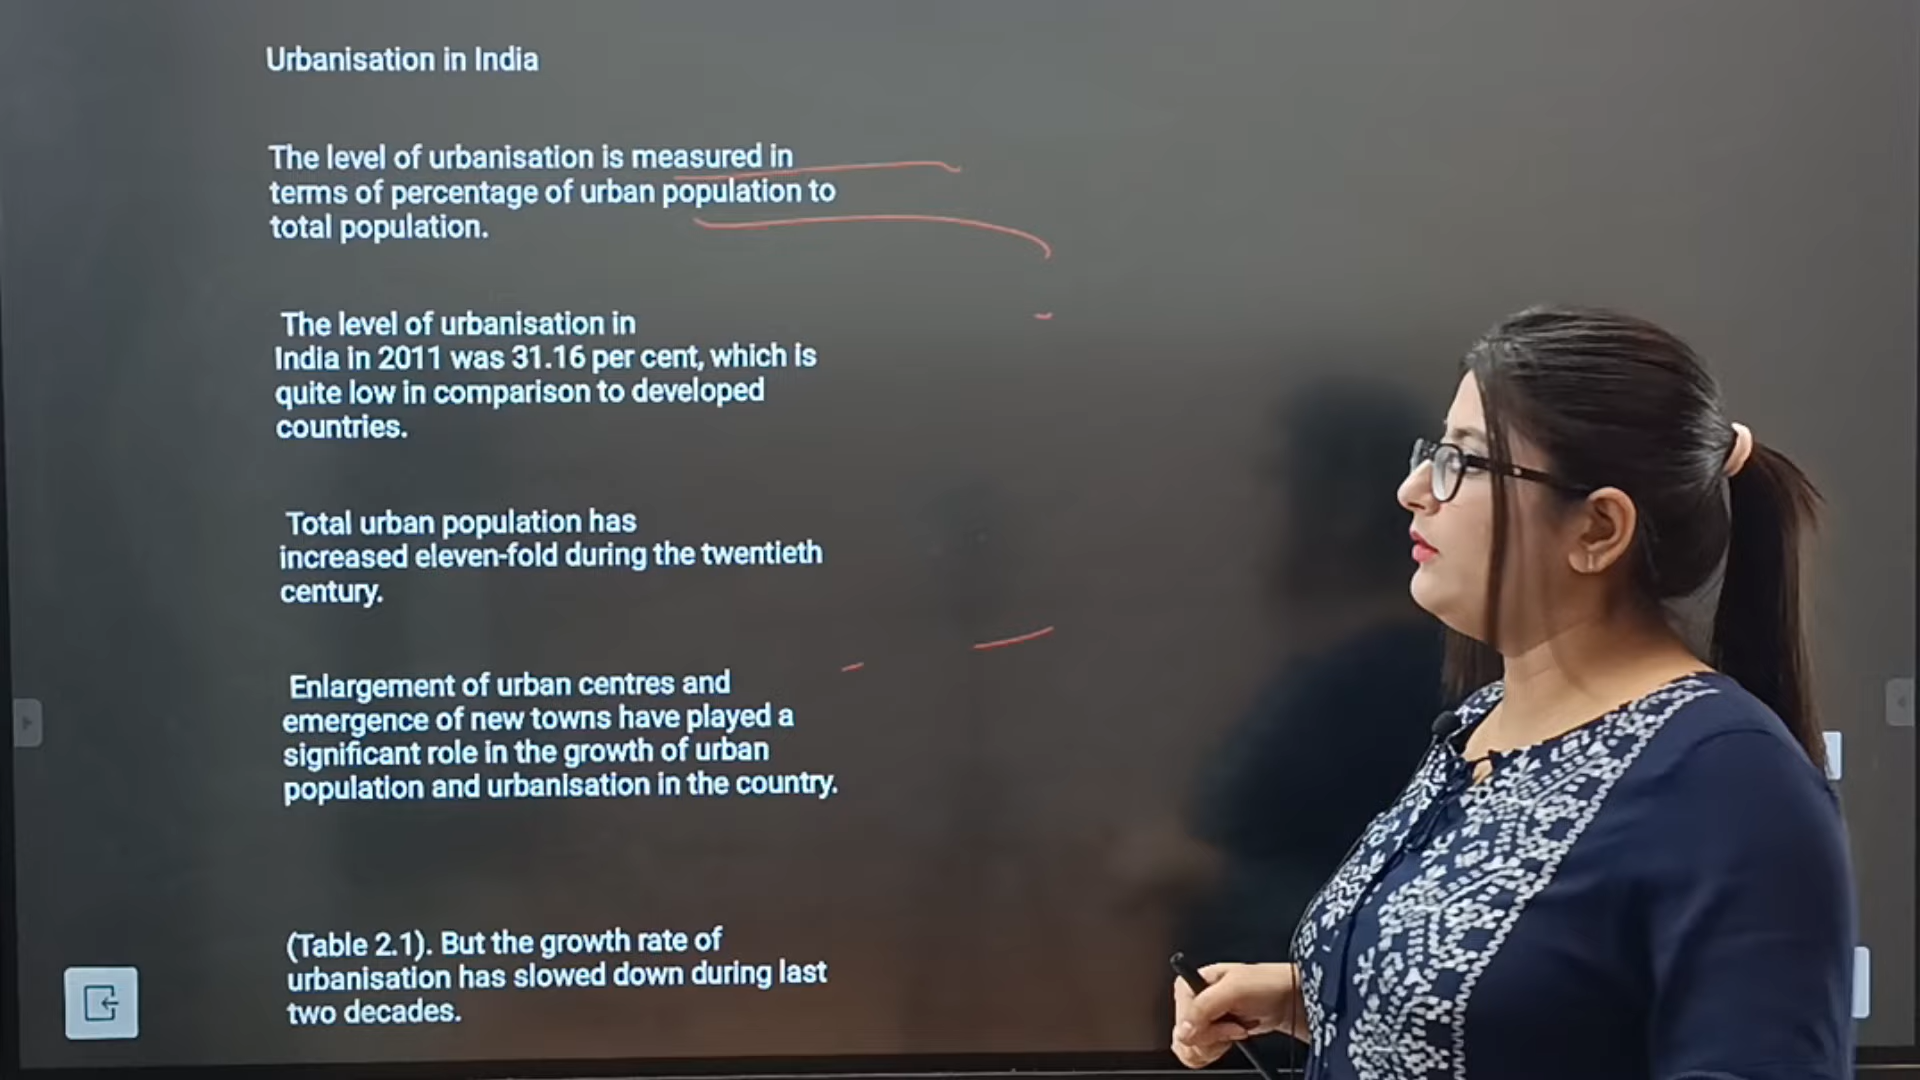 Urbanisation in India
The level of urbanisation is measured in
terms of percentage of urban population to
total population.
The level of urbanisation in
India in 2011 was 31.16 per cent, which is
quite low in comparison to developed
countries.
Total urban population has
increased eleven-fold during the twentieth
century.
Enlargement of urban centres and
emergence of new towns have played a
significant role in the growth of urban
population and urbanisation in the country.
(Table 2.1). But the growth rate of
urbanisation has slowed down during last
two decades.